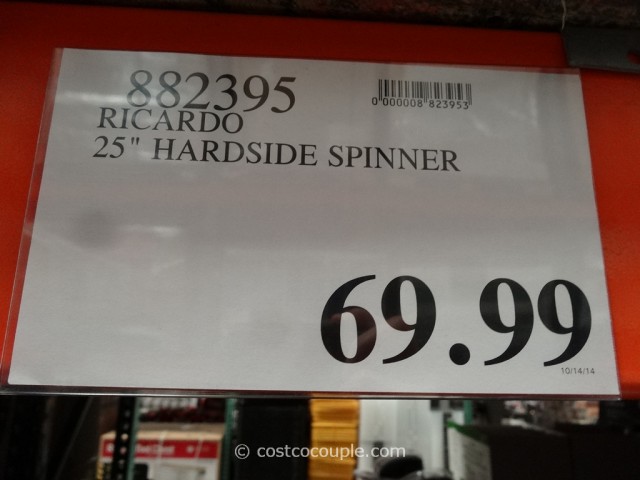 882395
0 000008 823953
RICARDO
25" HARDSIDE SPINNER
69.99
10/14/14
© costcocouple.com